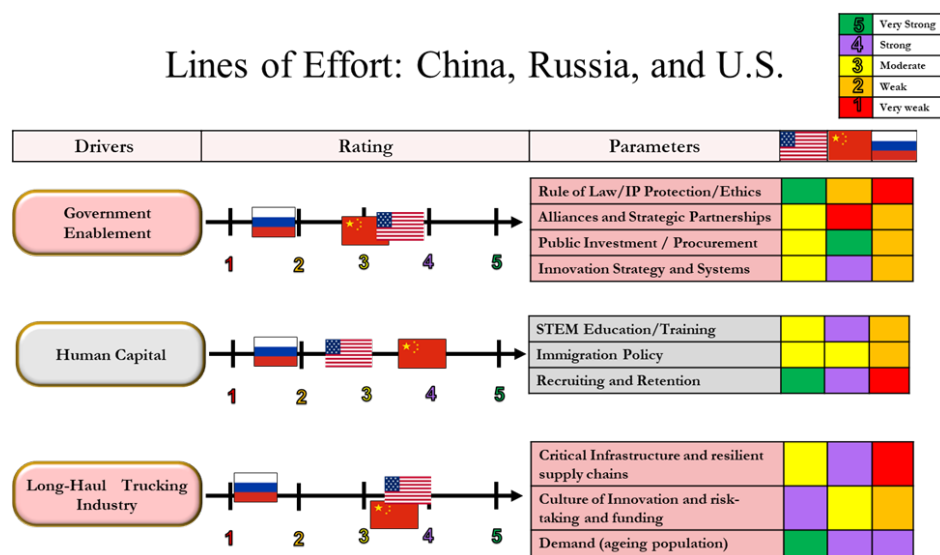 5 Very Strong
4 Strong
3 Moderate
2 Weak
1 Very weak
Lines of Effort: China, Russia, and U.S.
Drivers Rating Parameters
Government
Enablement
1 2 3 4 5
Rule of Law/IP Protection/Ethics
Alliances and Strategic Partnerships
Public Investment / Procurement
Innovation Strategy and Systems
Human Capital
1 2 3 4 5
STEM Education/Training
Immigration Policy
Recruiting and Retention
Long-Haul Trucking
Industry
1 2 3 4 5
Critical Infrastructure and resilient
supply chains
Culture of Innovation and risk-
taking and funding
Demand (ageing population)